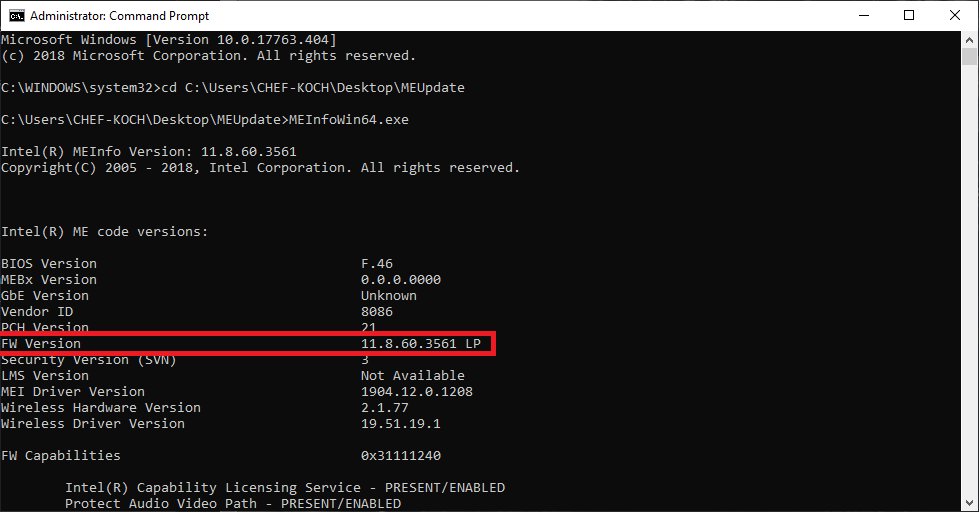 Administrator: Command Prompt
Microsoft Windows [Version 10.0.17763.404]
(c) 2018 Microsoft Corporation. All rights reserved.
C:\WINDOWS\system32>cd C:\Users\CHEF-KOCH\Desktop\MEUpdate
C:\Users\CHEF-KOCH\Desktop\MEUpdate>MEInfoWin64.exe
Intel(R) MEInfo Version: 11.8.60.3561
Copyright(C) 2005 - 2018, Intel Corporation. All rights reserved.
Intel(R) ME code versions:
BIOS Version F.46
MEBx Version 0.0.0.0000
GbE Version Unknown
Vendor ID 8086
PCH Version 21
FW Version 11.8.60.3561 LP
Security Version (SVN) 3
LMS Version Not Available
MEI Driver Version 1904.12.0.1208
Wireless Hardware Version 2.1.77
Wireless Driver Version 19.51.19.1
FW Capabilities 0x31111240
Intel(R) Capability Licensing Service - PRESENT/ENABLED
Protect Audio Video Path - PRESENT/ENABLED